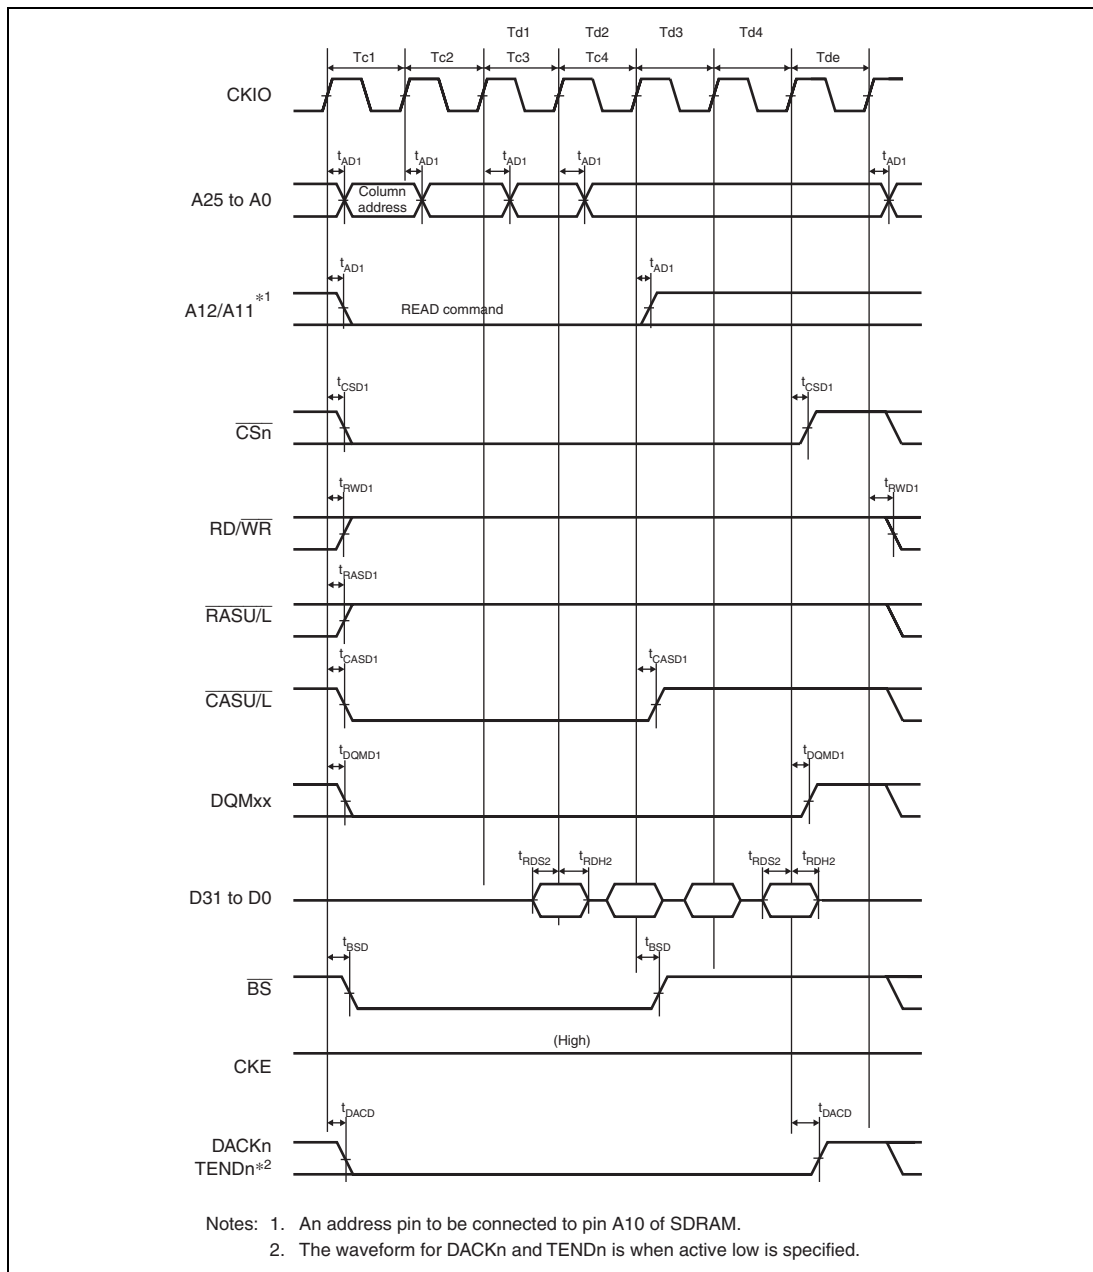 Td1 Td2 Td3 Td4
Tc1 Tc2 Tc3 Tc4 Tde
CKIO
tAD1 tAD1 tAD1 tAD1 tAD1
A25 to A0
Column
address
tAD1 tAD1
A12/A11*1
READ command
tCSD1 tCSD1
CSn
tRWD1 tRWD1
RD/WR
tRASD1
RASU/L
tCASD1 tCASD1
CASU/L
tDQMD1 tDQMD1
DQMxx
tRDS2 tRDH2 tRDS2 tRDH2
D31 to D0
tBSD tBSD
BS
(High)
CKE
tDACD tDACD
DACKn
TENDn*2
Notes: 1. An address pin to be connected to pin A10 of SDRAM.
2. The waveform for DACKn and TENDn is when active low is specified.